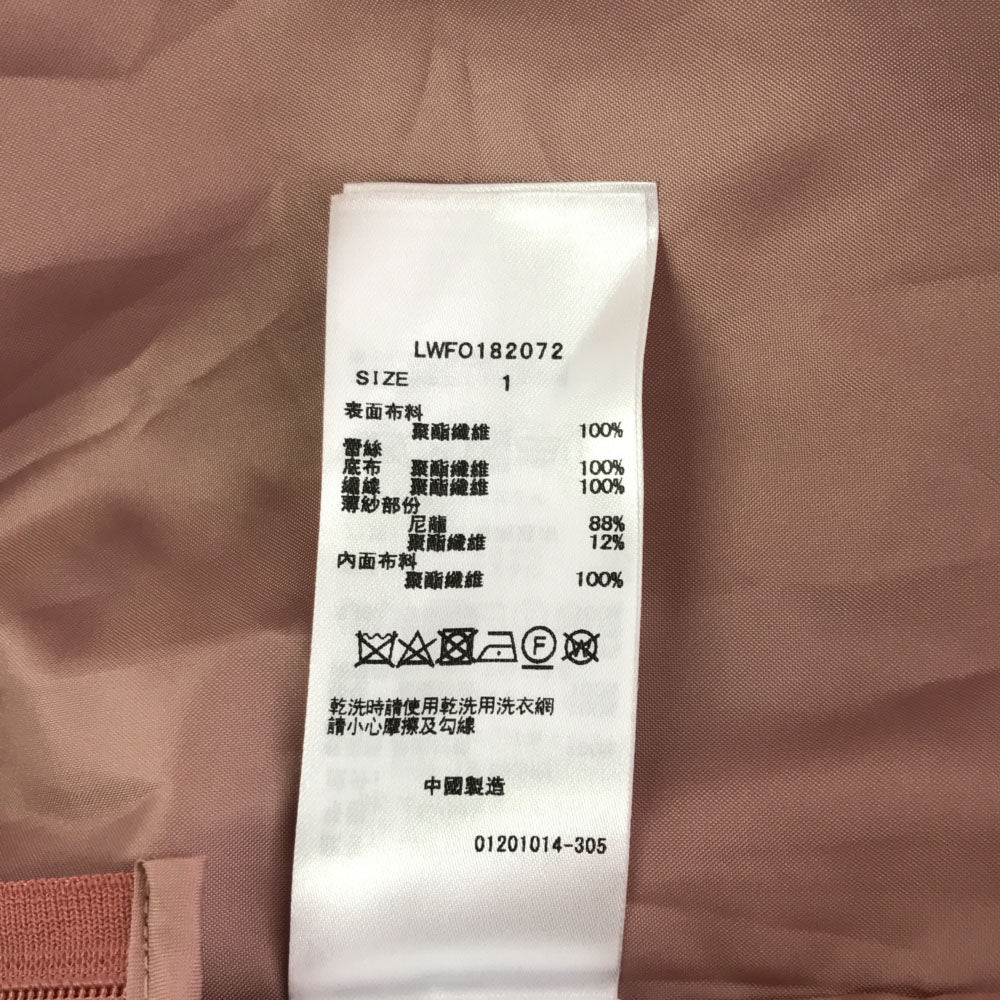 LWFO182072
SIZE 1
表面布料
聚酯纖維 100%
蕾絲
底布 聚酯纖維 100%
繡線 聚酯纖維 100%
薄紗部份
尼龍 88%
聚酯纖維 12%
內面布料
聚酯纖維 100%
F W
乾洗時請使用乾洗用洗衣網
請小心摩擦及勾線
中國製造
01201014-305